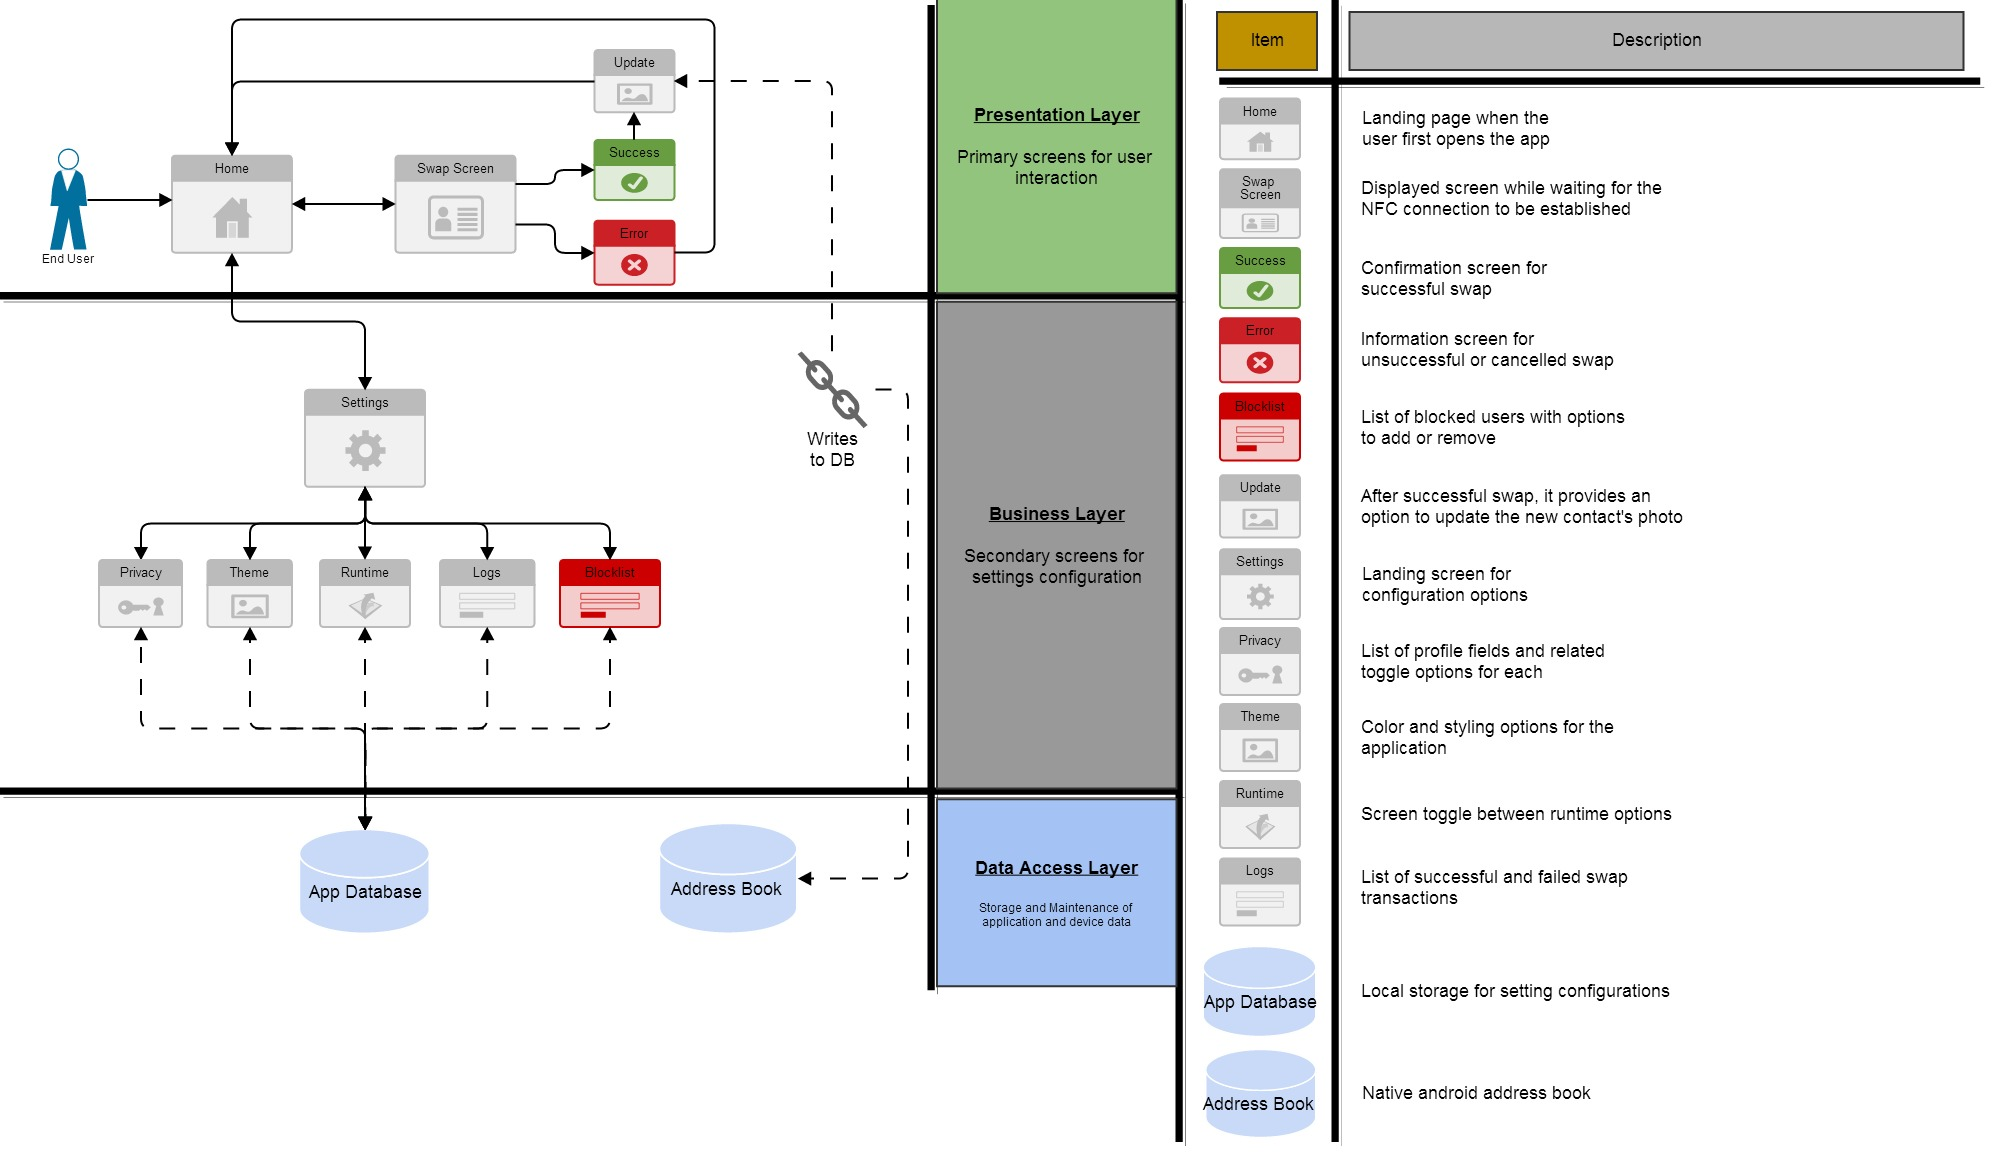 Update
Success
Home
Swap Screen
Error
End User
Settings
Writes
to DB
Privacy
Theme
Runtime
Logs
Blocklist
App Database
Address Book
Presentation Layer
Primary screens for user
interaction
Business Layer
Secondary screens for
settings configuration
Data Access Layer
Storage and Maintenance of
application and device data
Item
Description
Home
Landing page when the
user first opens the app
Swap
Screen
Displayed screen while waiting for the
NFC connection to be established
Success
Confirmation screen for
successful swap
Error
Information screen for
unsuccessful or cancelled swap
Blocklist
List of blocked users with options
to add or remove
Update
After successful swap, it provides an
option to update the new contact's photo
Settings
Landing screen for
configuration options
Privacy
List of profile fields and related
toggle options for each
Theme
Color and styling options for the
application
Runtime
Screen toggle between runtime options
Logs
List of successful and failed swap
transactions
App Database
Local storage for setting configurations
Address Book
Native android address book